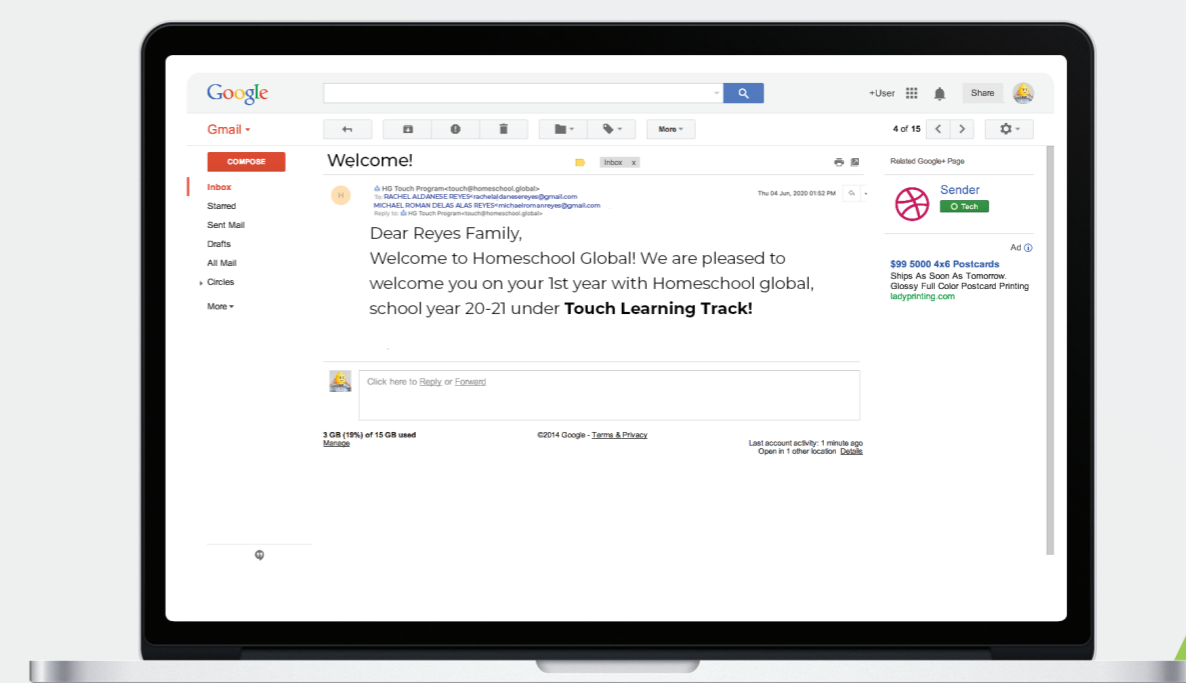 Google
+User
Share
Gmail
More
4 of 15
COMPOSE
Welcome!
Inbox x
Related Google+ Page
Inbox
Starred
Sent Mail
Drafts
All Mail
Circles
More
H
HG Touch Program<touch@homeschool.global>
To: RACHEL ALDANESE REYES<rachelaldanesereyes@gmail.com
MICHAEL ROMAN DELAS ALAS REYES<michaelromanreyes@gmail.com
Reply to: HG Touch Program<touch@homeschool.global>
Thu 04 Jun, 2020 01:52 PM
Dear Reyes Family,
Welcome to Homeschool Global! We are pleased to
welcome you on your 1st year with Homeschool global,
school year 20-21 under Touch Learning Track!
Sender
Tech
Ad
$99 5000 4x6 Postcards
Ships As Soon As Tomorrow.
Glossy Full Color Postcard Printing
ladyprinting.com
Click here to Reply or Forward
3 GB (19%) of 15 GB used
Manage
©2014 Google - Terms & Privacy
Last account activity: 1 minute ago
Open in 1 other location Details